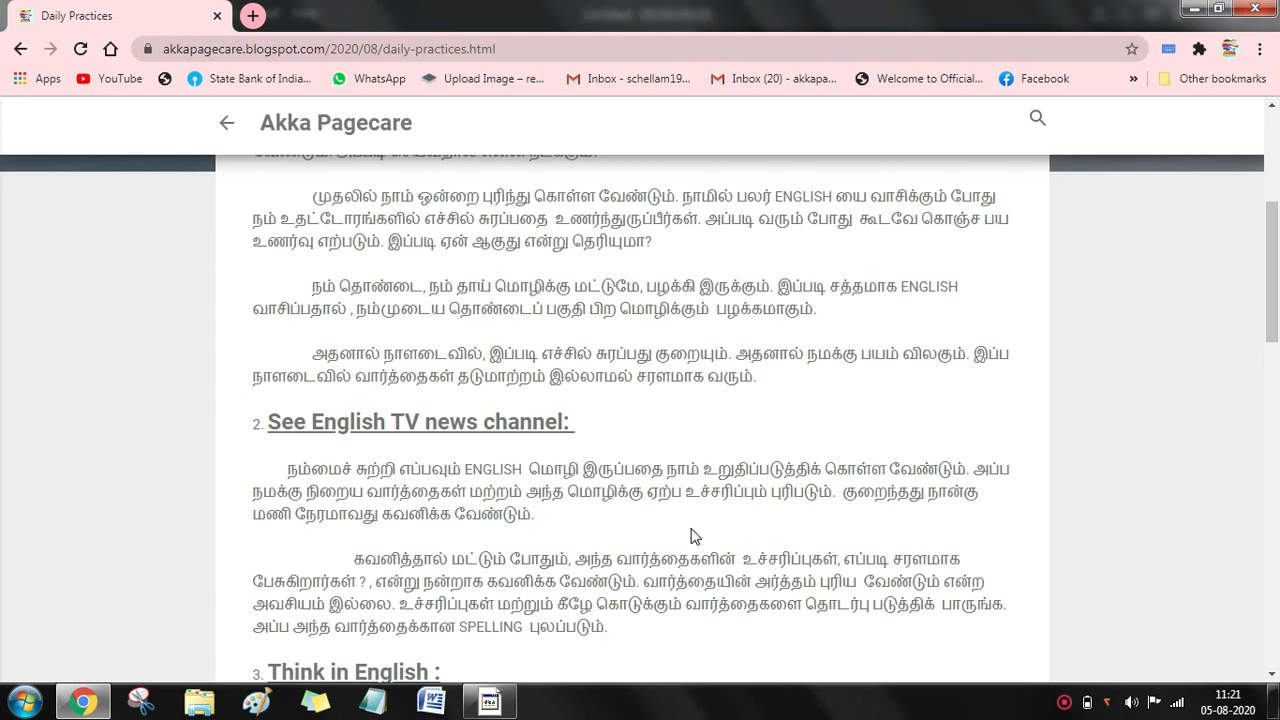 Daily Practices
akkapagecare.blogspot.com/2020/08/daily-practices.html
Apps YouTube State Bank of India... WhatsApp Upload Image – re... Inbox - schellam19... Inbox (20) - akkapa... Welcome to Official... Facebook » Other bookmarks
Akka Pagecare
முதலில் நாம் ஒன்றை புரிந்து கொள்ள வேண்டும். நாமில் பலர் ENGLISH யை வாசிக்கும் போது
நம் உதட்டோரங்களில் எச்சில் சுரப்பதை உணர்ந்துருப்பீர்கள். அப்படி வரும் போது கூடவே கொஞ்ச பய
உணர்வு எற்படும். இப்படி ஏன் ஆகுது என்று தெரியுமா?
நம் தொண்டை, நம் தாய் மொழிக்கு மட்டுமே, பழக்கி இருக்கும். இப்படி சத்தமாக ENGLISH
வாசிப்பதால் , நம்முடைய தொண்டைப் பகுதி பிற மொழிக்கும் பழக்கமாகும்.
அதனால் நாளடைவில், இப்படி எச்சில் சுரப்பது குறையும். அதனால் நமக்கு பயம் விலகும். இப்ப
நாளடைவில் வார்த்தைகள் தடுமாற்றம் இல்லாமல் சரளமாக வரும்.
2. See English TV news channel:
நம்மைச் சுற்றி எப்பவும் ENGLISH மொழி இருப்பதை நாம் உறுதிப்படுத்திக் கொள்ள வேண்டும். அப்ப
நமக்கு நிறைய வார்த்தைகள் மற்றம் அந்த மொழிக்கு ஏற்ப உச்சரிப்பும் புரிபடும். குறைந்தது நான்கு
மணி நேரமாவது கவனிக்க வேண்டும்.
கவனித்தால் மட்டும் போதும், அந்த வார்த்தைகளின் உச்சரிப்புகள், எப்படி சரளமாக
பேசுகிறார்கள் ? , என்று நன்றாக கவனிக்க வேண்டும். வார்த்தையின் அர்த்தம் புரிய வேண்டும் என்ற
அவசியம் இல்லை. உச்சரிப்புகள் மற்றும் கீழே கொடுக்கும் வார்த்தைகளை தொடர்பு படுத்திக் பாருங்க.
அப்ப அந்த வார்த்தைக்கான SPELLING புலப்படும்.
3. Think in English :
11:21
05-08-2020